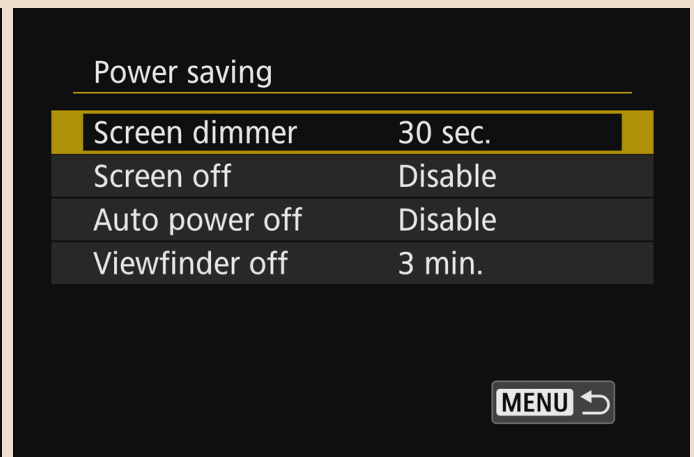 Power saving
Screen dimmer 30 sec.
Screen off Disable
Auto power off Disable
Viewfinder off 3 min.
MENU